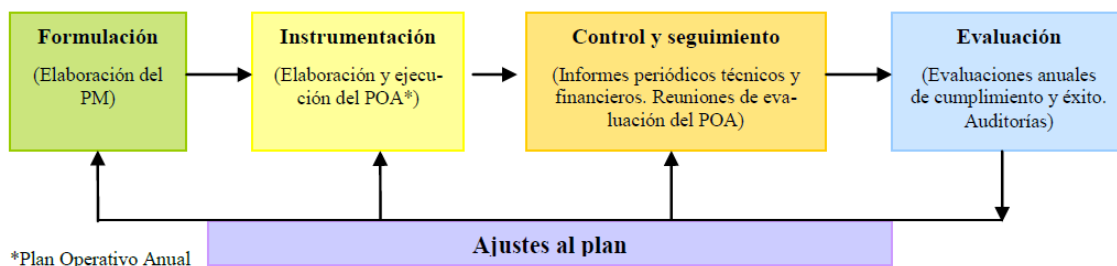 Formulación
(Elaboración del
PM)
Instrumentación
(Elaboración y ejecu-
ción del POA*)
Control y seguimiento
(Informes periódicos técnicos y
financieros. Reuniones de eva-
luación del POA)
Evaluación
(Evaluaciones anuales
de cumplimiento y éxito.
Auditorías)
Ajustes al plan
*Plan Operativo Anual